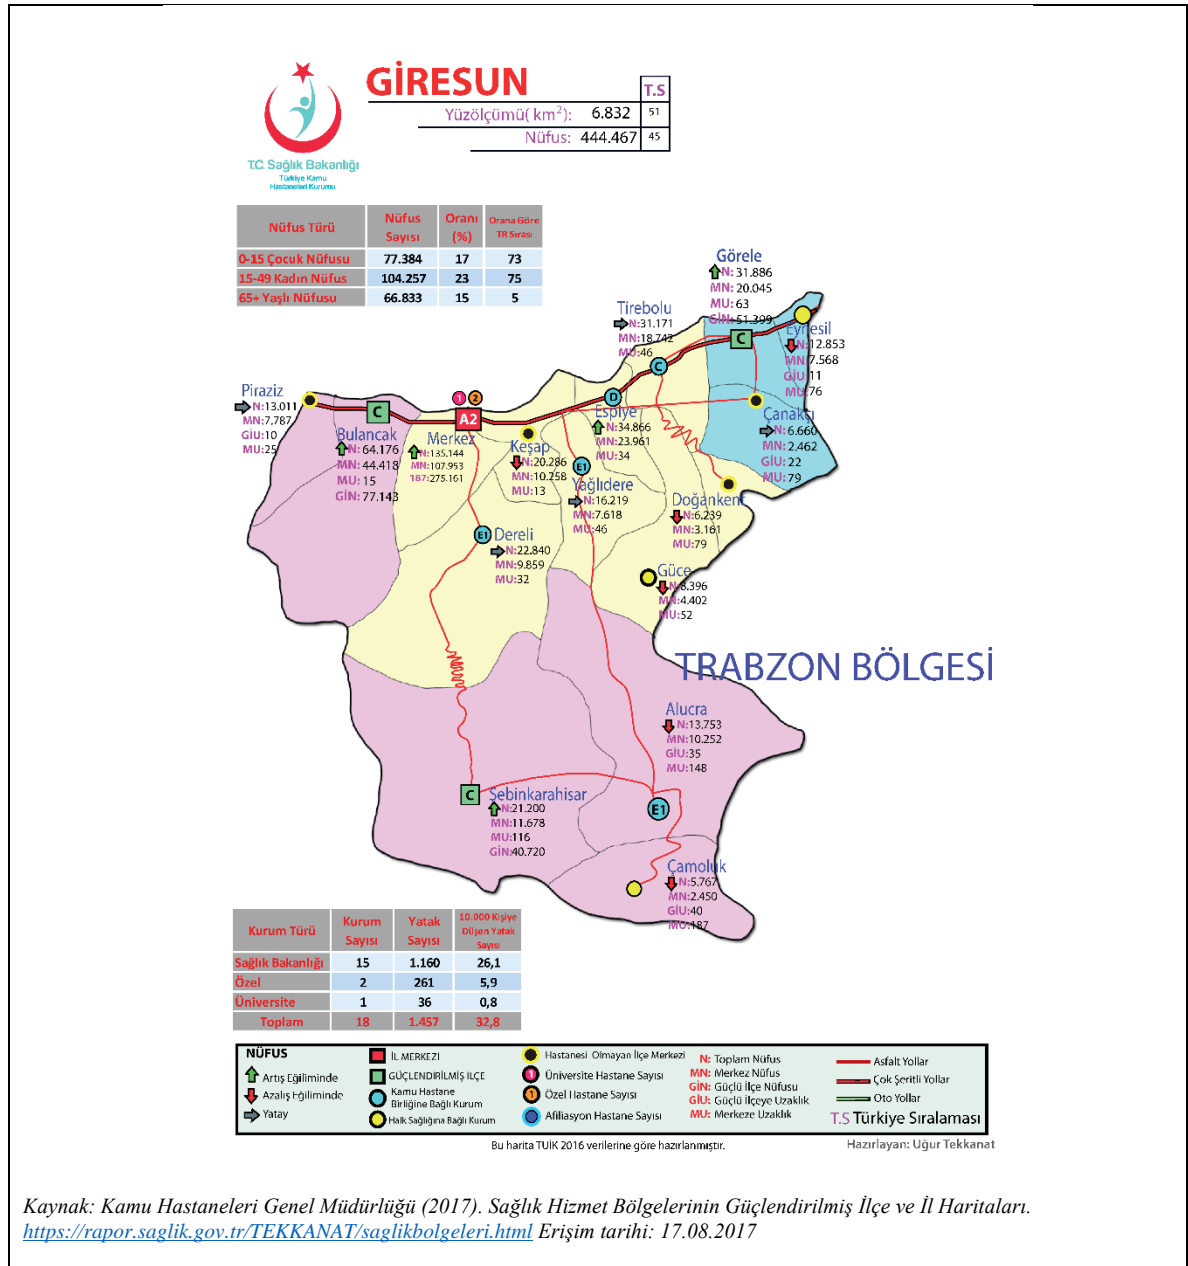 GİRESUN
T.S
Yüzölçümü( km²): 6.832 51
Nüfus: 444.467 45
T.C. Sağlık Bakanlığı
Türkiye Kamu
Hastaneleri Kurumu
Nüfus Türü Nüfus Sayısı Oranı (%) Orana Göre TR Sırası
0-15 Çocuk Nüfusu 77.384 17 73
15-49 Kadın Nüfus 104.257 23 75
65+ Yaşlı Nüfusu 66.833 15 5
Görele
N: 31.886
MN: 20.045
MU: 63
GİN: 51.399
Tirebolu
N:31.171
MN:18.742
MU:46
C
C
Eynesil
N:12.853
MN:7.568
GİU:11
MU:76
Piraziz
N:13.011
MN:7.787
GİU:10
MU:25
C
Bulancak
N: 64.176
MN: 44.418
MU: 15
GİN: 77.143
1 2
A2
Merkez
N:135.144
MN:107.953
187:275.161
Keşap
N:20.286
MN:10.258
MU:13
D
Espiye
N:34.866
MN:23.961
MU:34
Çanakçı
N: 6.660
MN: 2.462
GİU: 22
MU: 79
E1
Yağlıdere
N:16.219
MN:7.618
MU:46
Doğankent
N:6.239
MN:3.161
MU:79
E1
Dereli
N:22.840
MN:9.859
MU:32
Güce
N:8.396
MN:4.402
MU:52
TRABZON BÖLGESİ
Alucra
N:13.753
MN:10.252
GİU:35
MU:148
E1
C
Şebinkarahisar
N:21.200
MN:11.678
MU:116
GİN:40.720
Çamoluk
N:5.767
MN:2.450
GİU:40
MU:187
Kurum Türü Kurum Sayısı Yatak Sayısı 10.000 Kişiye Düşen Yatak Sayısı
Sağlık Bakanlığı 15 1.160 26,1
Özel 2 261 5,9
Üniversite 1 36 0,8
Toplam 18 1.457 32,8
NÜFUS
Artış Eğiliminde
Azalış Eğiliminde
Yatay
İL MERKEZİ
GÜÇLENDİRİLMİŞ İLÇE
Kamu Hastane
Birliğine Bağlı Kurum
Halk Sağlığına Bağlı Kurum
Hastanesi Olmayan İlçe Merkezi
1 Üniversite Hastane Sayısı
1 Özel Hastane Sayısı
Afiliasyon Hastane Sayısı
N: Toplam Nüfus
MN: Merkez Nüfus
GİN: Güçlü İlçe Nüfusu
GİU: Güçlü İlçeye Uzaklık
MU: Merkeze Uzaklık
Asfalt Yollar
Çok Şeritli Yollar
Oto Yollar
T.S Türkiye Sıralaması
Bu harita TUİK 2016 verilerine göre hazırlanmıştır.
Hazırlayan: Uğur Tekkanat
Kaynak: Kamu Hastaneleri Genel Müdürlüğü (2017). Sağlık Hizmet Bölgelerinin Güçlendirilmiş İlçe ve İl Haritaları.
https://rapor.saglik.gov.tr/TEKKANAT/saglikbolgeleri.html Erişim tarihi: 17.08.2017